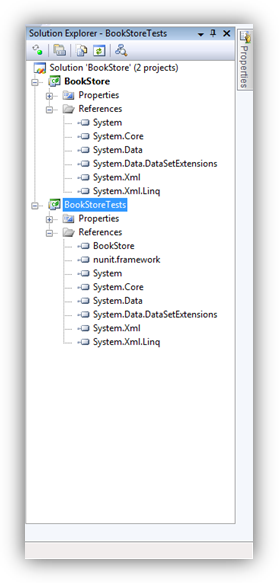 Solution Explorer - BookStoreTests
Properties
Solution 'BookStore' (2 projects)
BookStore
Properties
References
System
System.Core
System.Data
System.Data.DataSetExtensions
System.Xml
System.Xml.Linq
BookStoreTests
Properties
References
BookStore
nunit.framework
System
System.Core
System.Data
System.Data.DataSetExtensions
System.Xml
System.Xml.Linq